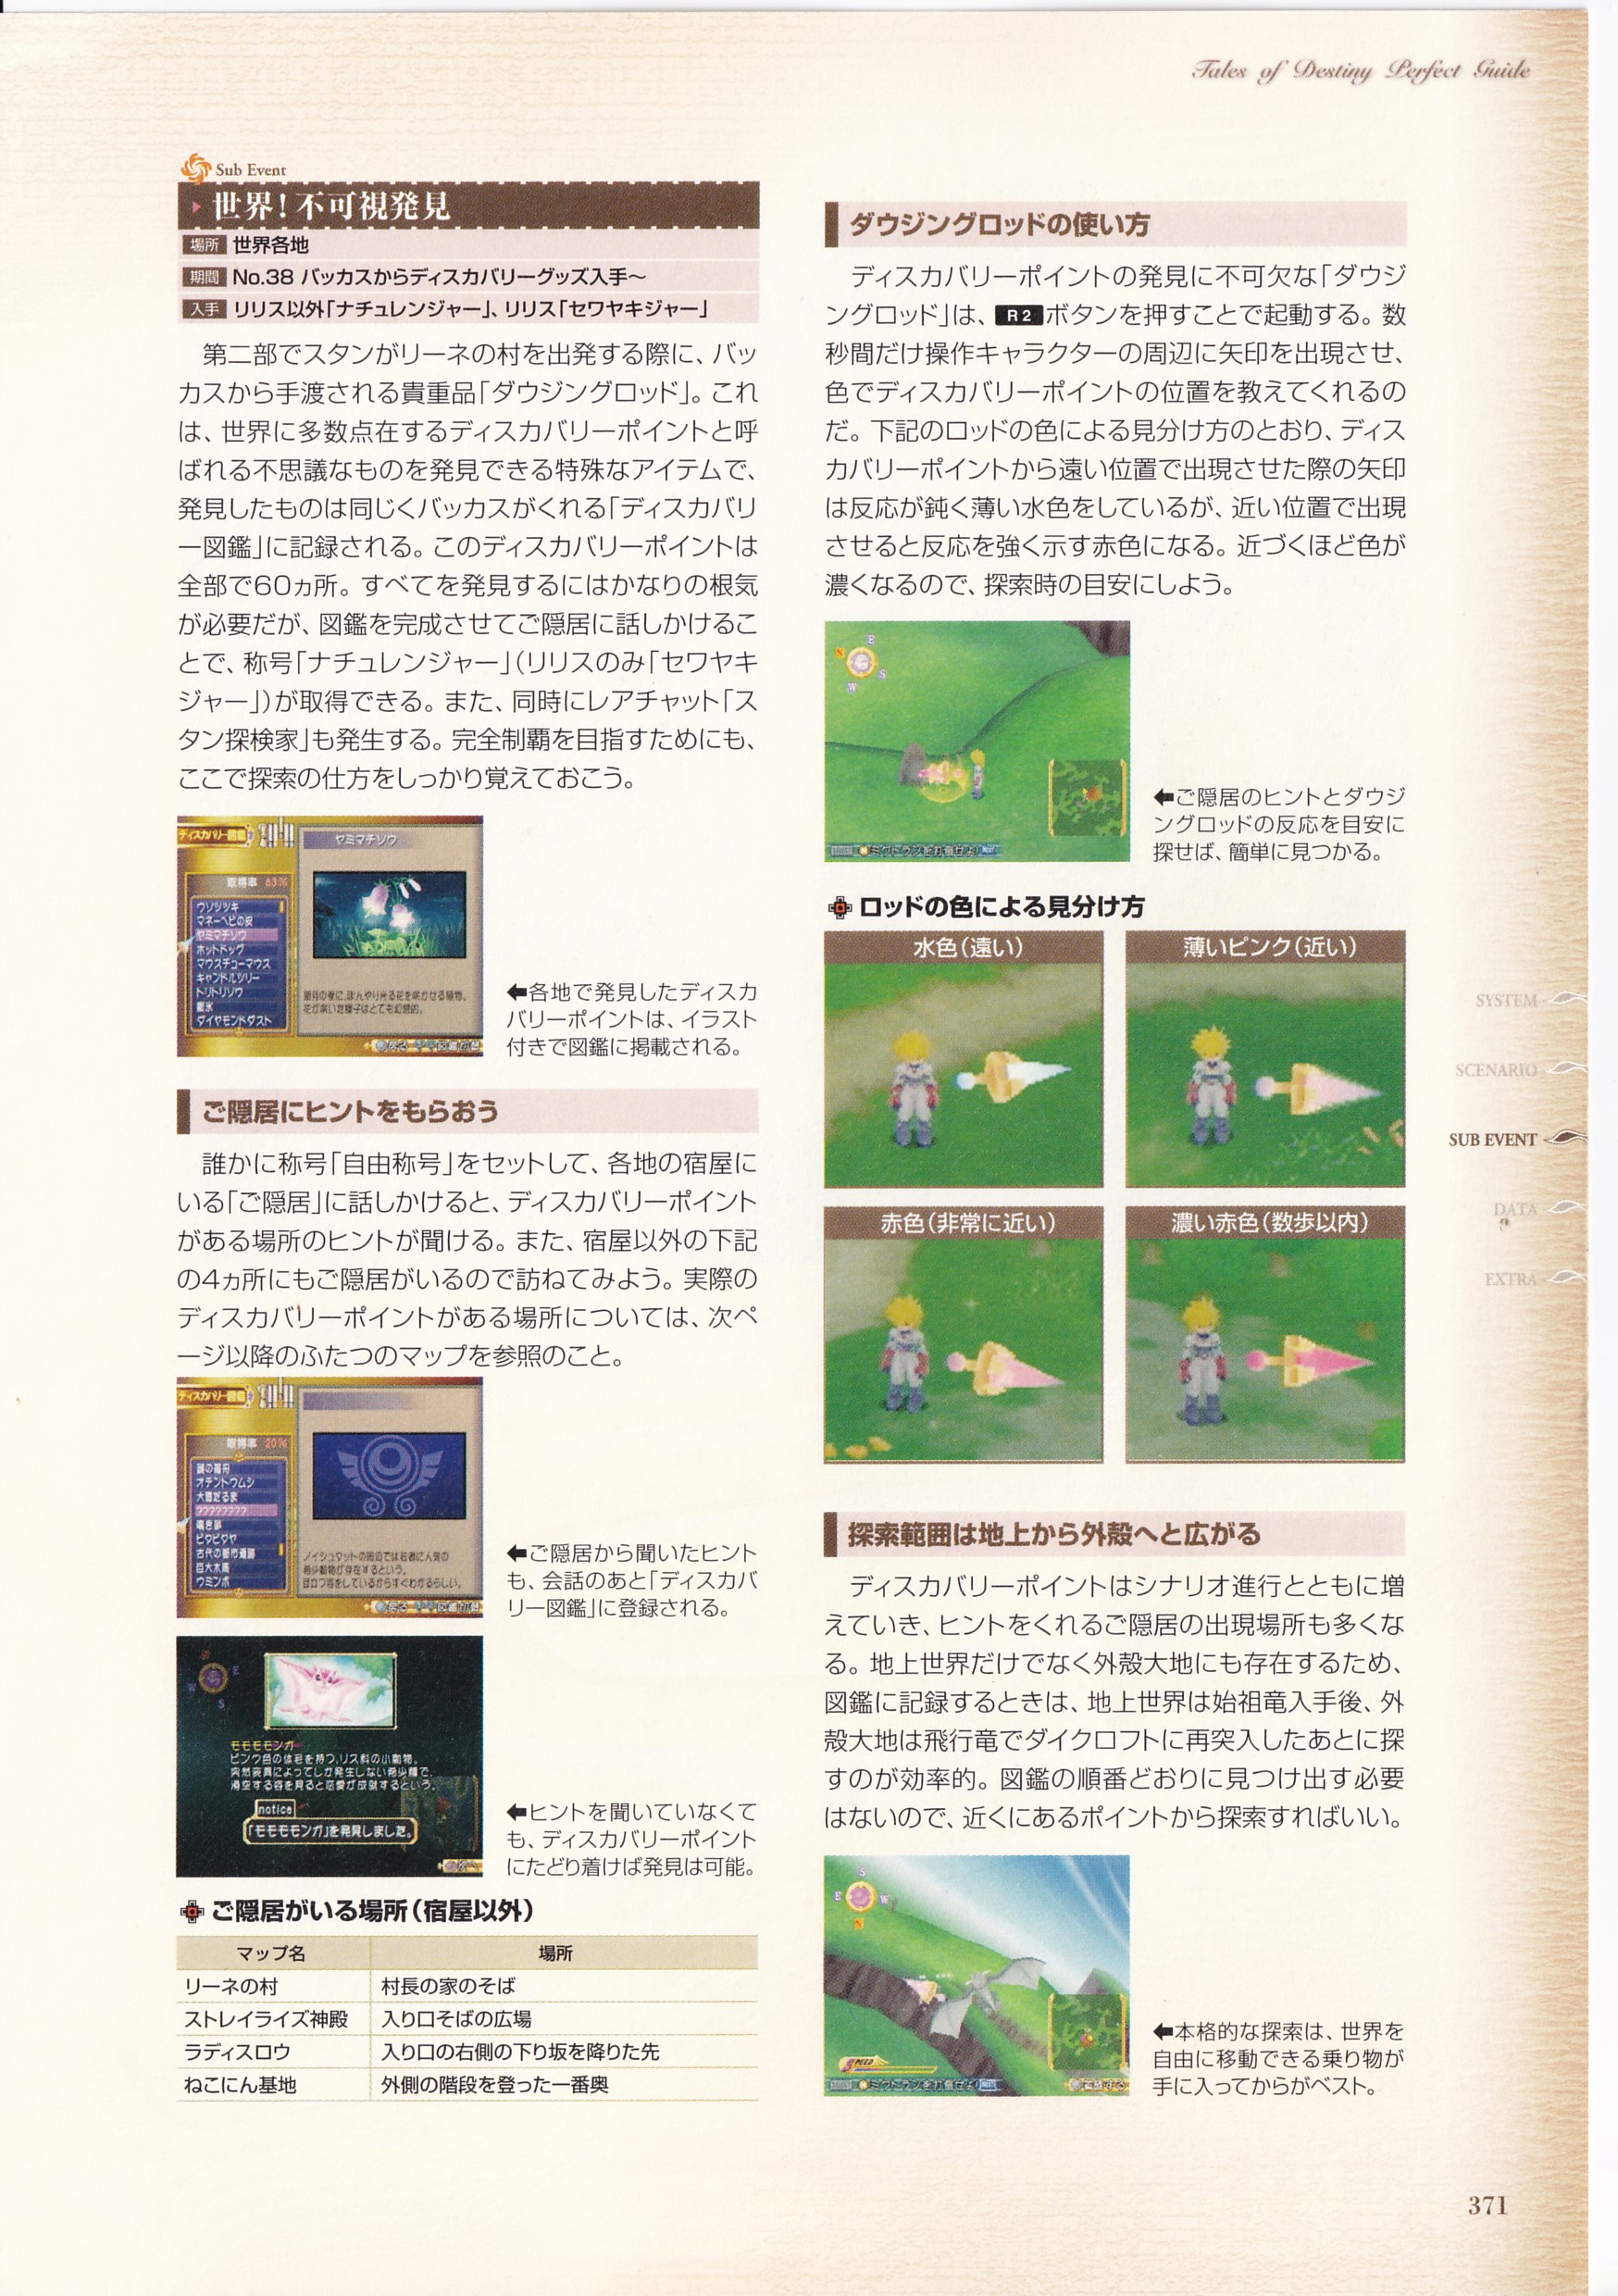 Tales of Destiny Perfect Guide
Sub Event
世界！不可視発見
場所 世界各地
期間 No.38 バッカスからディスカバリーグッズ入手〜
入手 リリス以外「ナチュレンジャー」、リリス「セワヤキジャー」
第二部でスタンがリーネの村を出発する際に、バッ
カスから手渡される貴重品「ダウジングロッド」。これ
は、世界に多数点在するディスカバリーポイントと呼
ばれる不思議なものを発見できる特殊なアイテムで、
発見したものは同じくバッカスがくれる「ディスカバリ
ー図鑑」に記録される。このディスカバリーポイントは
全部で60ヵ所。すべてを発見するにはかなりの根気
が必要だが、図鑑を完成させてご隠居に話しかけるこ
とで、称号「ナチュレンジャー」（リリスのみ「セワヤキ
ジャー」）が取得できる。また、同時にレアチャット「ス
タン探検家」も発生する。完全制覇を目指すためにも、
ここで探索の仕方をしっかり覚えておこう。
ディスカバリー図鑑
ヤミマチソウ
取得率 63%
ウソツツキ
マネーヘビの皮
ヤミマチソウ
ホットドッグ
マウスチューマウス
キャンドルツリー
トリトリソウ
樹氷
ダイヤモンドダスト
新月の夜に、ぼんやり光る花を咲かせる植物。
花が咲いた様子はとても幻想的。
←各地で発見したディスカ
バリーポイントは、イラスト
付きで図鑑に掲載される。
ご隠居にヒントをもらおう
誰かに称号「自由称号」をセットして、各地の宿屋に
いる「ご隠居」に話しかけると、ディスカバリーポイント
がある場所のヒントが聞ける。また、宿屋以外の下記
の4ヵ所にもご隠居がいるので訪ねてみよう。実際の
ディスカバリーポイントがある場所については、次ペ
ージ以降のふたつのマップを参照のこと。
ディスカバリー図鑑
取得率 20%
オテントウムシ
大雪だるま
????????
鳴き砂
ピタピタヤ
古代の都市遺跡
巨大木馬
ウミンボ
ノイシュタットの周辺では若者に人気の
希少動物が存在するという。
目立つ姿をしているからすぐわかるらしい。
←ご隠居から聞いたヒント
も、会話のあと「ディスカバ
リー図鑑」に登録される。
モモモモンガ
ピンク色の体毛を持つ、リス科の小動物。
突然変異によってしか発生しない希少種で、
滑空する姿を見ると恋愛が成就するという。
notice
「モモモモンガ」を発見しました。
←ヒントを聞いていなくて
も、ディスカバリーポイント
にたどり着けば発見は可能。
ご隠居がいる場所（宿屋以外）
マップ名 場所
リーネの村 村長の家のそば
ストレイライズ神殿 入り口そばの広場
ラディスロウ 入り口の右側の下り坂を降りた先
ねこにん基地 外側の階段を登った一番奥
ダウジングロッドの使い方
ディスカバリーポイントの発見に不可欠な「ダウジ
ングロッド」は、R2ボタンを押すことで起動する。数
秒間だけ操作キャラクターの周辺に矢印を出現させ、
色でディスカバリーポイントの位置を教えてくれるの
だ。下記のロッドの色による見分け方のとおり、ディス
カバリーポイントから遠い位置で出現させた際の矢印
は反応が鈍く薄い水色をしているが、近い位置で出現
させると反応を強く示す赤色になる。近づくほど色が
濃くなるので、探索時の目安にしよう。
N E S W
ミクトランを打倒せよ！ NEXT
←ご隠居のヒントとダウジ
ングロッドの反応を目安に
探せば、簡単に見つかる。
ロッドの色による見分け方
水色（遠い）
薄いピンク（近い）
赤色（非常に近い）
濃い赤色（数歩以内）
探索範囲は地上から外殻へと広がる
ディスカバリーポイントはシナリオ進行とともに増
えていき、ヒントをくれるご隠居の出現場所も多くな
る。地上世界だけでなく外殻大地にも存在するため、
図鑑に記録するときは、地上世界は始祖竜入手後、外
殻大地は飛行竜でダイクロフトに再突入したあとに探
すのが効率的。図鑑の順番どおりに見つけ出す必要
はないので、近くにあるポイントから探索すればいい。
S E W N
SPEED
ミクトランを打倒せよ！ NEXT
←本格的な探索は、世界を
自由に移動できる乗り物が
手に入ってからがベスト。
SYSTEM
SCENARIO
SUB EVENT
DATA
EXTRA
371